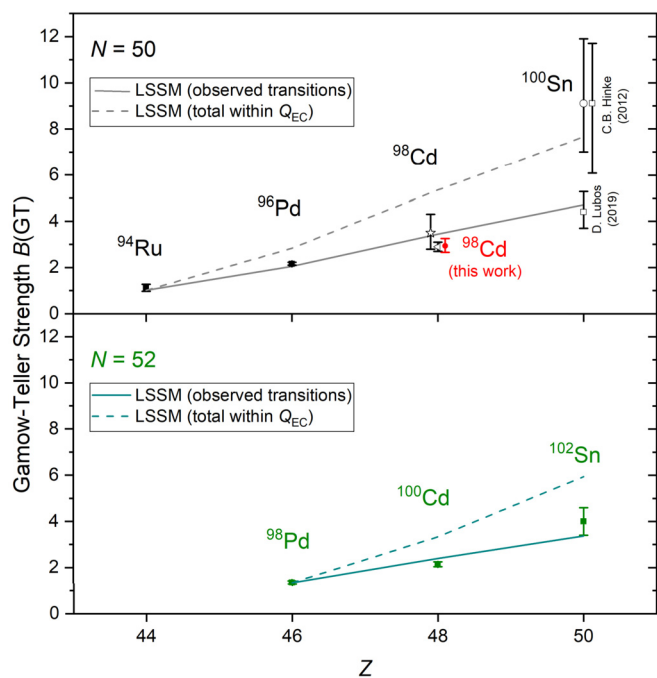 Gamow-Teller Strength B(GT)
12
10
8
6
4
2
0
N = 50
LSSM (observed transitions)
LSSM (total within Q_EC)
⁹⁴Ru
⁹⁶Pd
⁹⁸Cd
¹⁰⁰Sn
C.B. Hinke
(2012)
D. Lubos
(2019)
⁹⁸Cd
(this work)
12
10
8
6
4
2
0
N = 52
LSSM (observed transitions)
LSSM (total within Q_EC)
⁹⁸Pd
¹⁰⁰Cd
¹⁰²Sn
44 46 48 50
Z